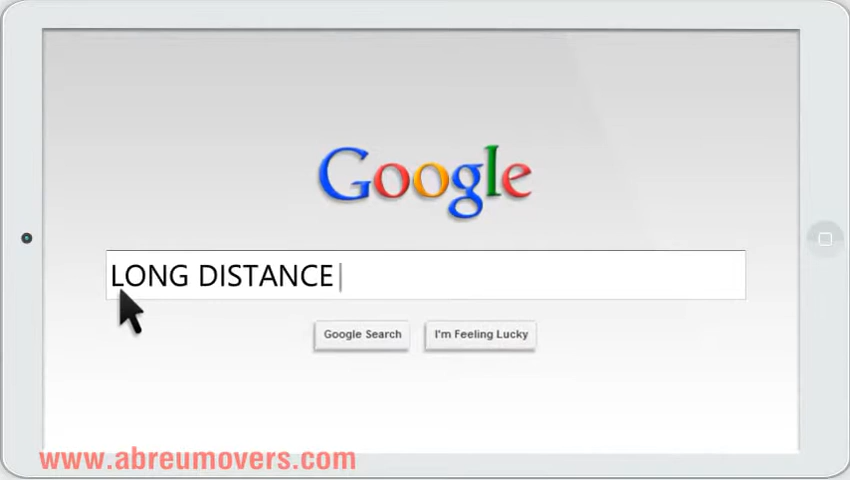 Google
LONG DISTANCE
Google Search
I'm Feeling Lucky
www.abreumovers.com